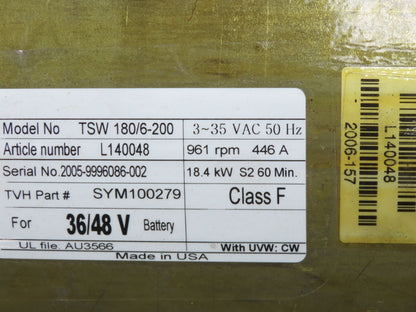 Model No TSW 180/6-200 3~35 VAC 50 Hz
Article number L140048 961 rpm 446 A
Serial No. 2005-9996086-002 18.4 kW S2 60 Min.
TVH Part # SYM100279 Class F
For 36/48 V Battery
UL file: AU3566 With UVW: CW
Made in USA
L140048
2006-157